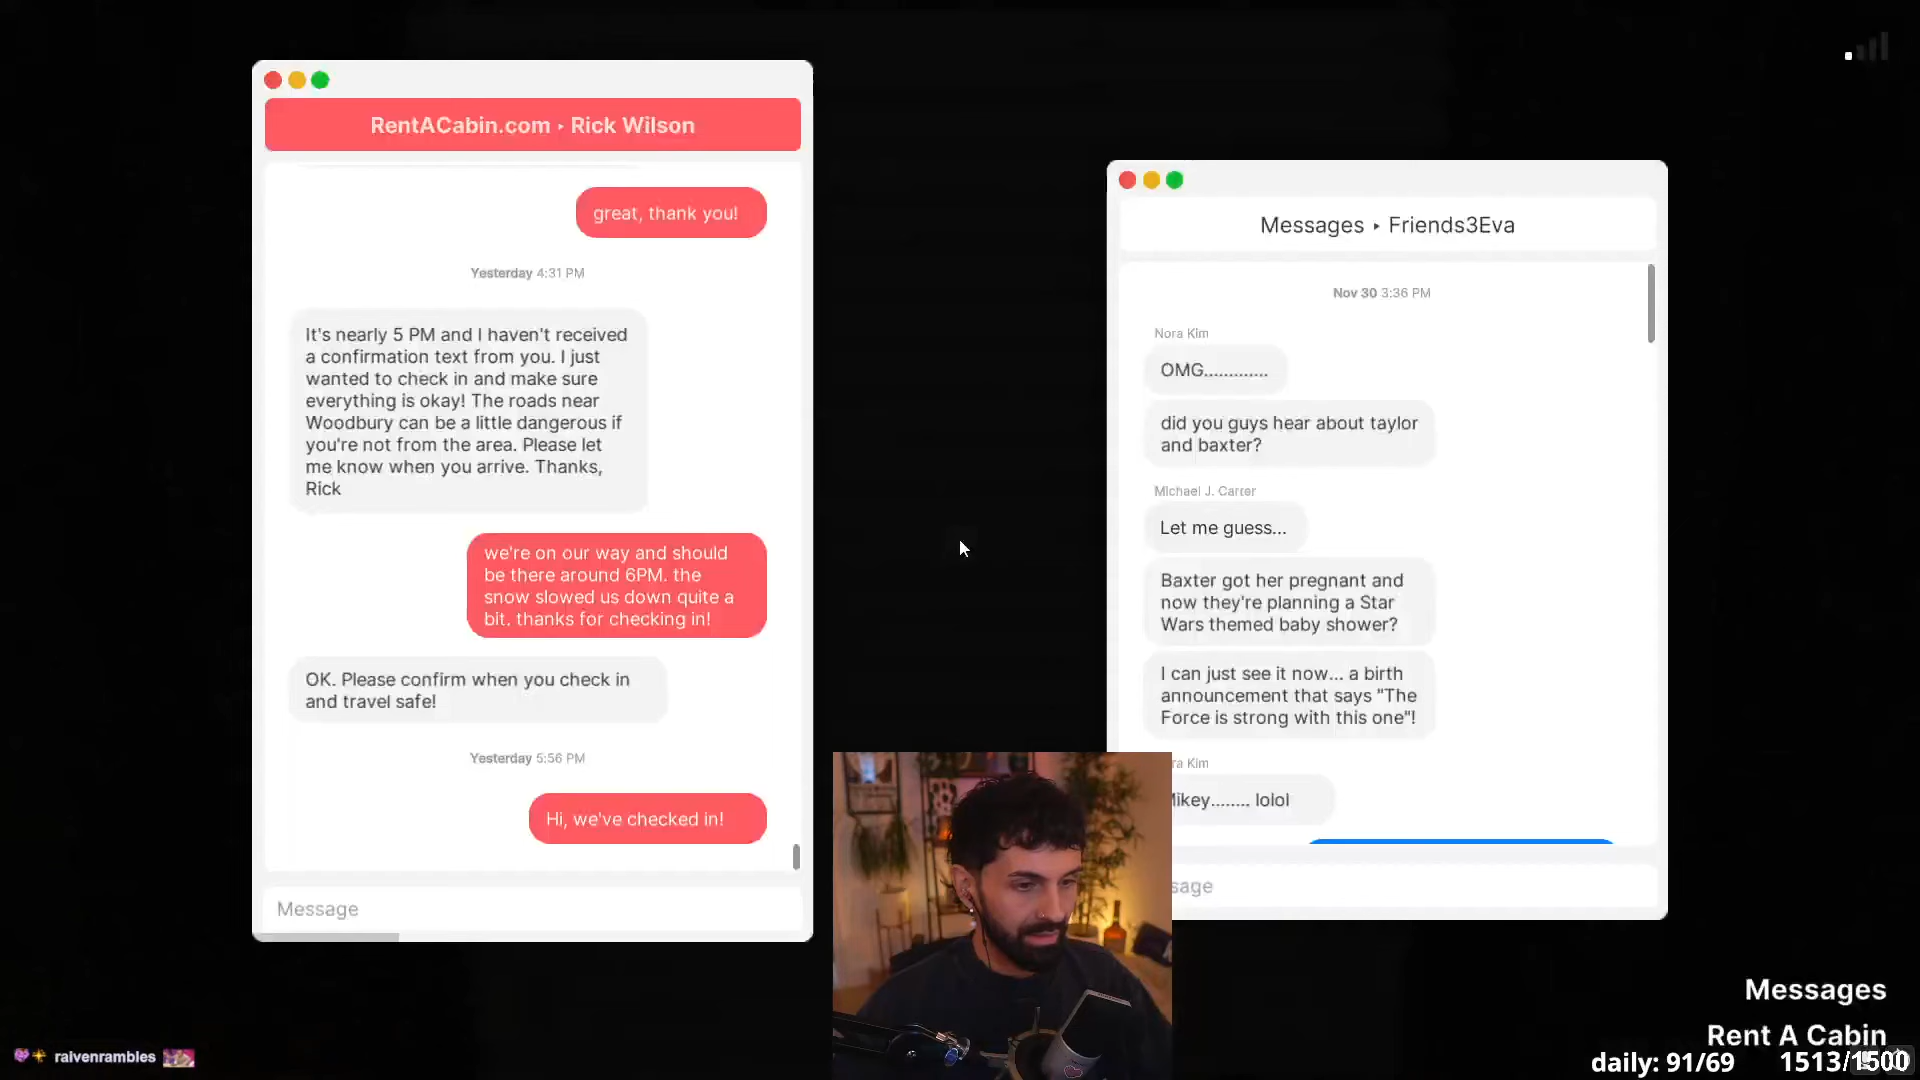 RentACabin.com ▸ Rick Wilson
great, thank you!
Yesterday 4:31 PM
It's nearly 5 PM and I haven't received
a confirmation text from you. I just
wanted to check in and make sure
everything is okay! The roads near
Woodbury can be a little dangerous if
you're not from the area. Please let
me know when you arrive. Thanks,
Rick
we're on our way and should
be there around 6PM. the
snow slowed us down quite a
bit. thanks for checking in!
OK. Please confirm when you check in
and travel safe!
Yesterday 5:56 PM
Hi, we've checked in!
Message
Messages ▸ Friends3Eva
Nov 30 3:36 PM
Nora Kim
OMG.............
did you guys hear about taylor
and baxter?
Michael J. Carter
Let me guess...
Baxter got her pregnant and
now they're planning a Star
Wars themed baby shower?
I can just see it now... a birth
announcement that says "The
Force is strong with this one"!
ra Kim
likey........ lolol
sage
Messages
Rent A Cabin
daily: 91/69 1513/1500
raivenrambles